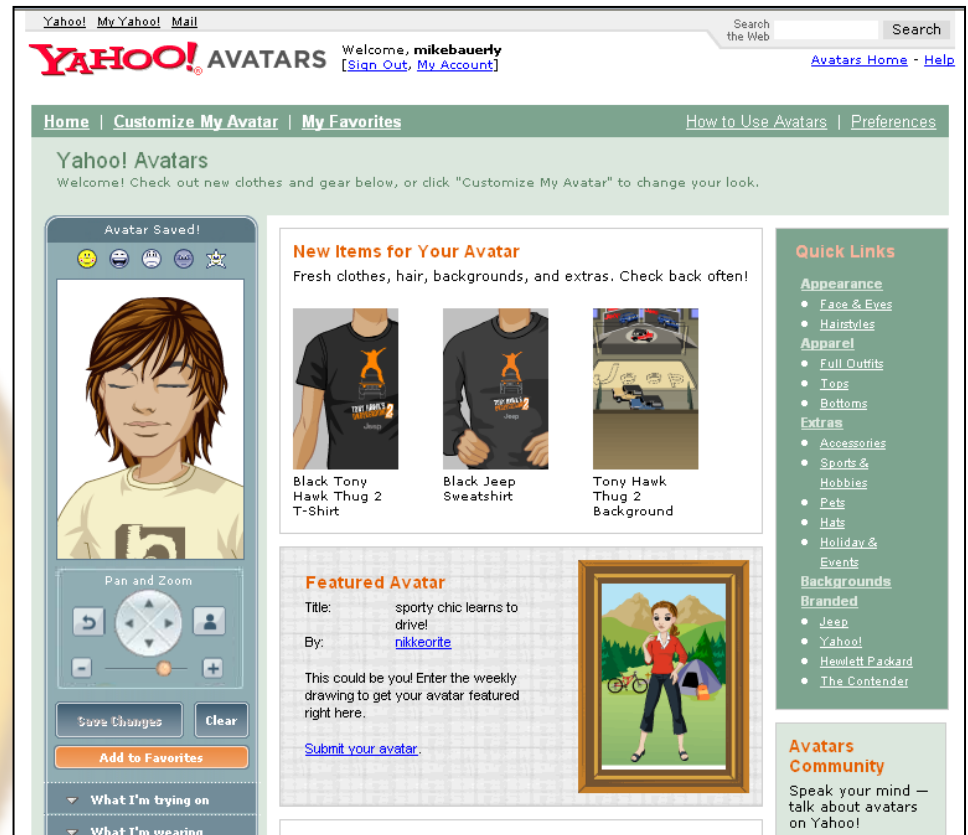 Yahoo! My Yahoo! Mail
Search the Web
Search
YAHOO! AVATARS
Welcome, mikebauerly
[Sign Out, My Account]
Avatars Home - Help
Home | Customize My Avatar | My Favorites
How to Use Avatars | Preferences
Yahoo! Avatars
Welcome! Check out new clothes and gear below, or click "Customize My Avatar" to change your look.
Avatar Saved!
h
Pan and Zoom
Save Changes
Clear
Add to Favorites
What I'm trying on
What I'm wearing
New Items for Your Avatar
Fresh clothes, hair, backgrounds, and extras. Check back often!
Black Tony
Hawk Thug 2
T-Shirt
Jeep
Black Jeep
Sweatshirt
Jeep
Tony Hawk
Thug 2
Background
Featured Avatar
Title: sporty chic learns to
drive!
By: nikkeorite
This could be you! Enter the weekly
drawing to get your avatar featured
right here.
Submit your avatar.
Quick Links
Appearance
Face & Eyes
Hairstyles
Apparel
Full Outfits
Tops
Bottoms
Extras
Accessories
Sports &
Hobbies
Pets
Hats
Holiday &
Events
Backgrounds
Branded
Jeep
Yahoo!
Hewlett Packard
The Contender
Avatars
Community
Speak your mind —
talk about avatars
on Yahoo!